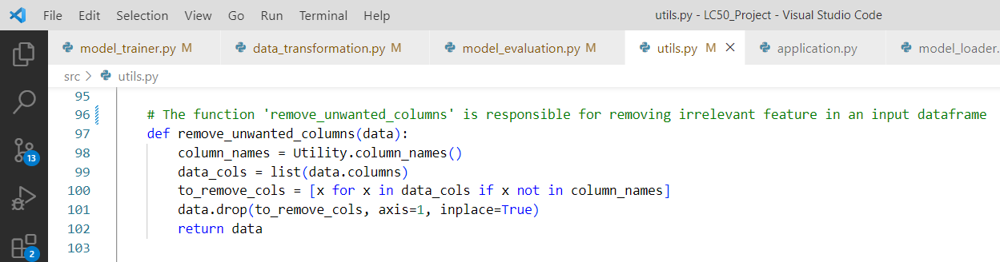 File Edit Selection View Go Run Terminal Help utils.py - LC50_Project - Visual Studio Code
model_trainer.py M data_transformation.py M model_evaluation.py M utils.py M application.py model_loader.
src > utils.py
95
96 # The function 'remove_unwanted_columns' is responsible for removing irrelevant feature in an input dataframe
97 def remove_unwanted_columns(data):
98 column_names = Utility.column_names()
99 data_cols = list(data.columns)
100 to_remove_cols = [x for x in data_cols if x not in column_names]
101 data.drop(to_remove_cols, axis=1, inplace=True)
102 return data
103
13
2